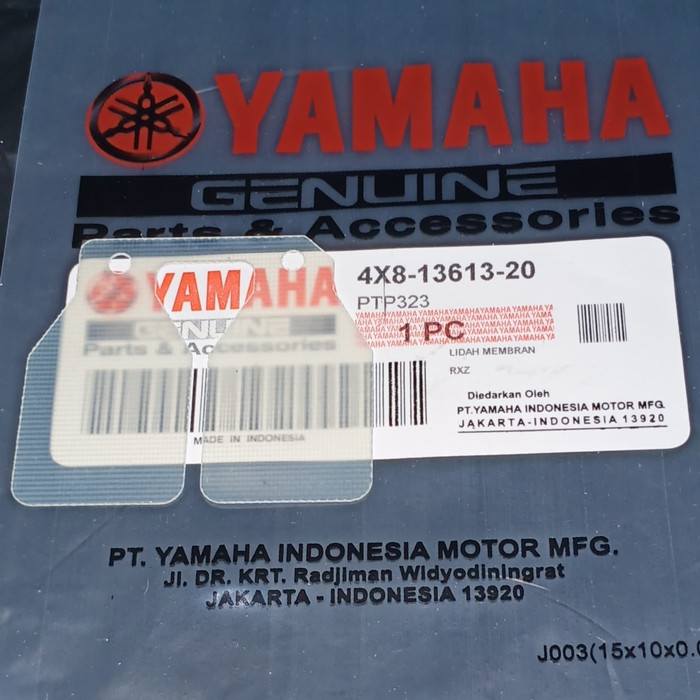 YAMAHA
GENUINE
Parts & Accessories
4X8-13613-20
YAMAHA
PTP323
GENUINE
1 PC
Parts & Accessories
LIDAH MEMBRAN
RXZ
Diedarkan Oleh
PT.YAMAHA INDONESIA MOTOR MFG.
JAKARTA-INDONESIA 13920
MADE IN INDONESIA
PT. YAMAHA INDONESIA MOTOR MFG.
Jl. DR. KRT. Radjiman Widyodiningrat
JAKARTA - INDONESIA 13920
J003(15x10x0.0